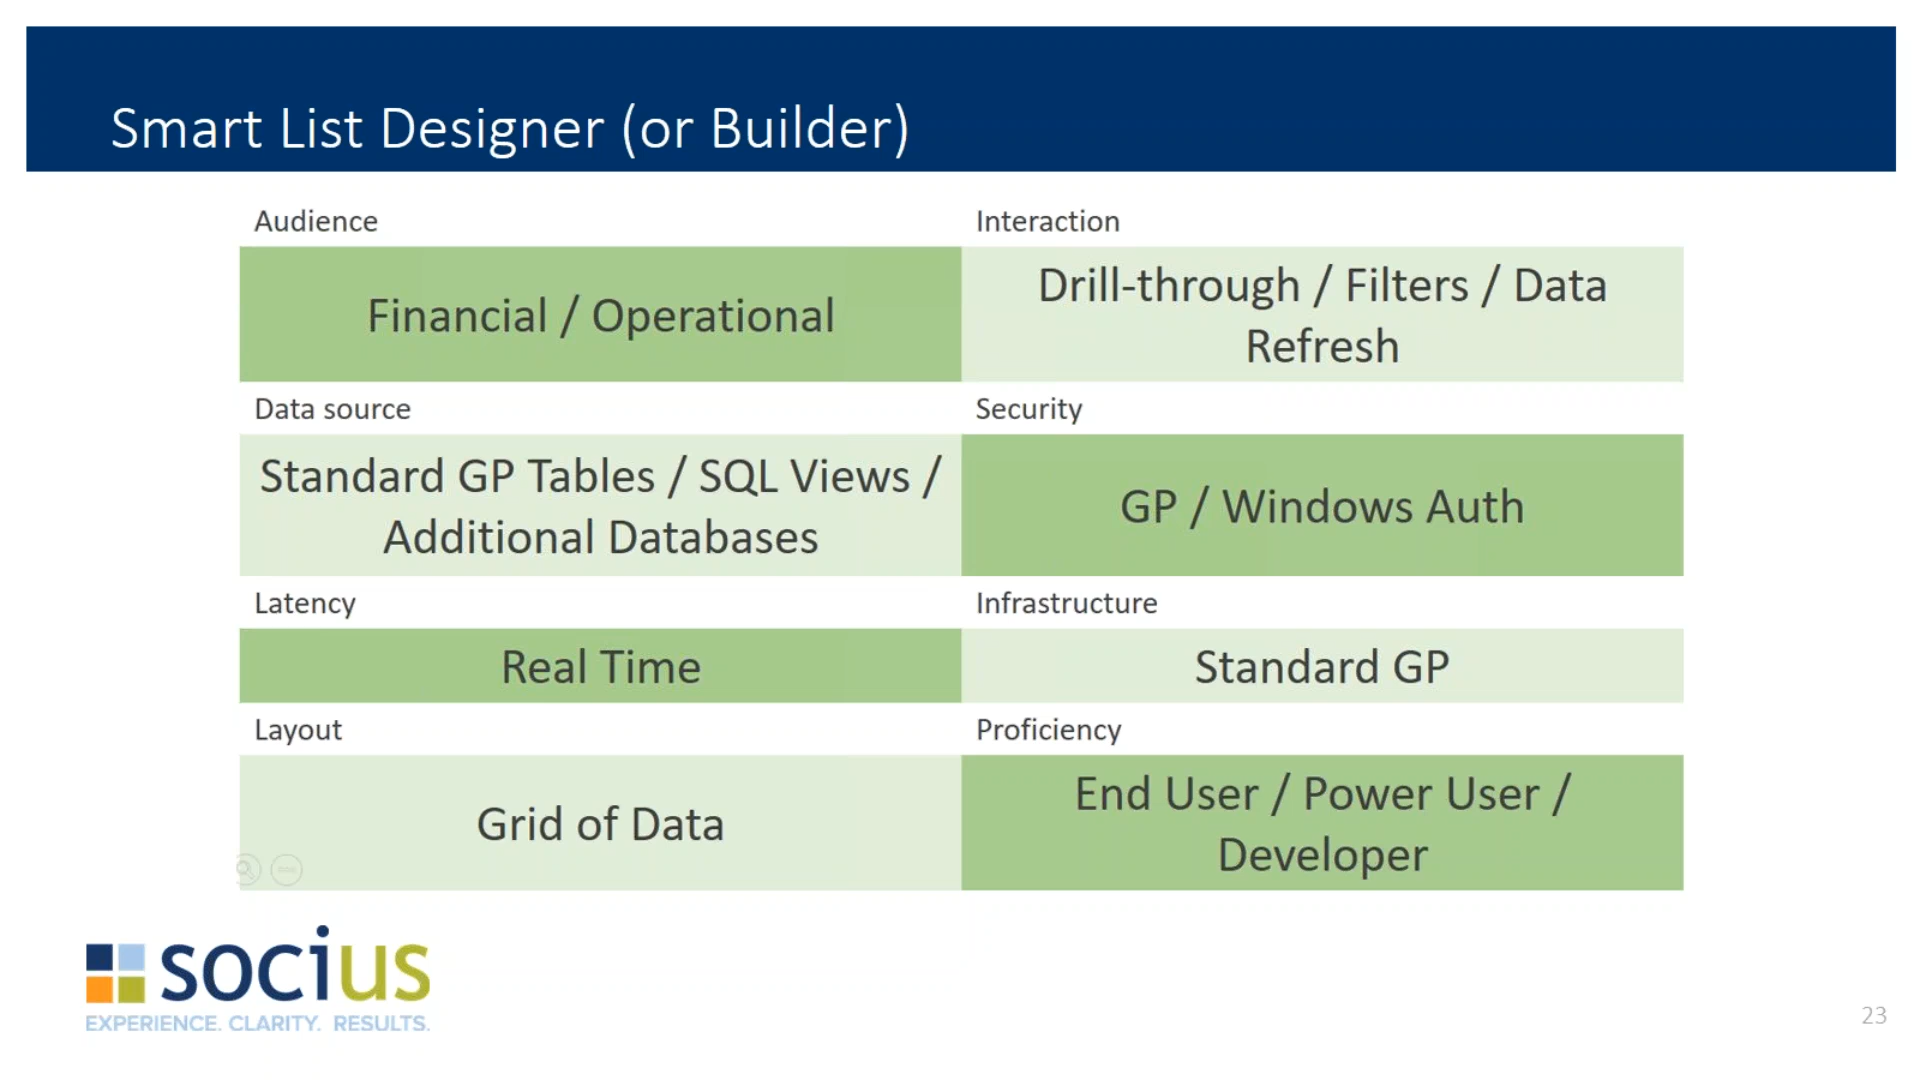 Smart List Designer (or Builder)
Audience
Interaction
Financial / Operational
Drill-through / Filters / Data
Refresh
Data source
Security
Standard GP Tables / SQL Views /
Additional Databases
GP / Windows Auth
Latency
Infrastructure
Real Time
Standard GP
Layout
Proficiency
Grid of Data
End User / Power User /
Developer
socius
EXPERIENCE. CLARITY. RESULTS.
23